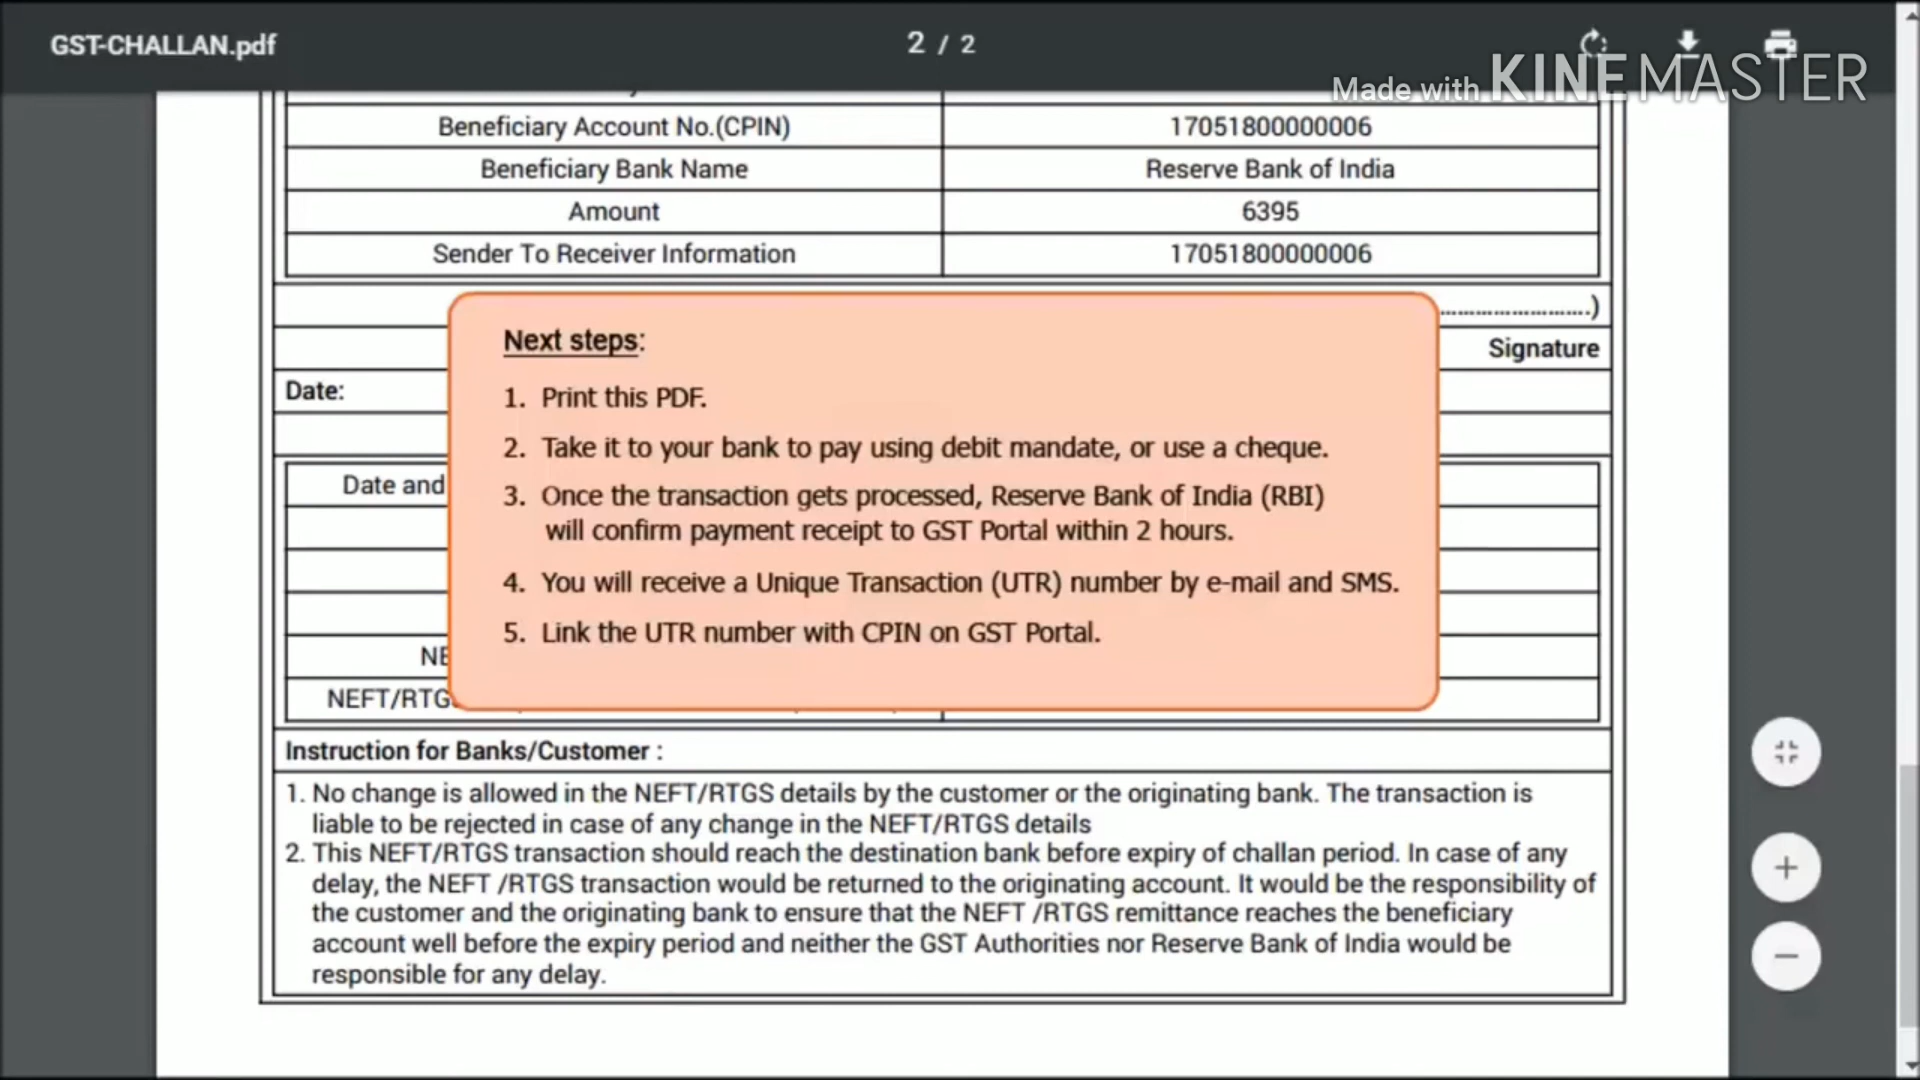 GST-CHALLAN.pdf
2 / 2
Made with KINEMASTER
Beneficiary Account No.(CPIN) 17051800000006
Beneficiary Bank Name Reserve Bank of India
Amount 6395
Sender To Receiver Information 17051800000006
........................)
Signature
Date:
Date and
NE
NEFT/RTG
Next steps:
1. Print this PDF.
2. Take it to your bank to pay using debit mandate, or use a cheque.
3. Once the transaction gets processed, Reserve Bank of India (RBI)
will confirm payment receipt to GST Portal within 2 hours.
4. You will receive a Unique Transaction (UTR) number by e-mail and SMS.
5. Link the UTR number with CPIN on GST Portal.
Instruction for Banks/Customer :
1. No change is allowed in the NEFT/RTGS details by the customer or the originating bank. The transaction is
liable to be rejected in case of any change in the NEFT/RTGS details
2. This NEFT/RTGS transaction should reach the destination bank before expiry of challan period. In case of any
delay, the NEFT /RTGS transaction would be returned to the originating account. It would be the responsibility of
the customer and the originating bank to ensure that the NEFT /RTGS remittance reaches the beneficiary
account well before the expiry period and neither the GST Authorities nor Reserve Bank of India would be
responsible for any delay.